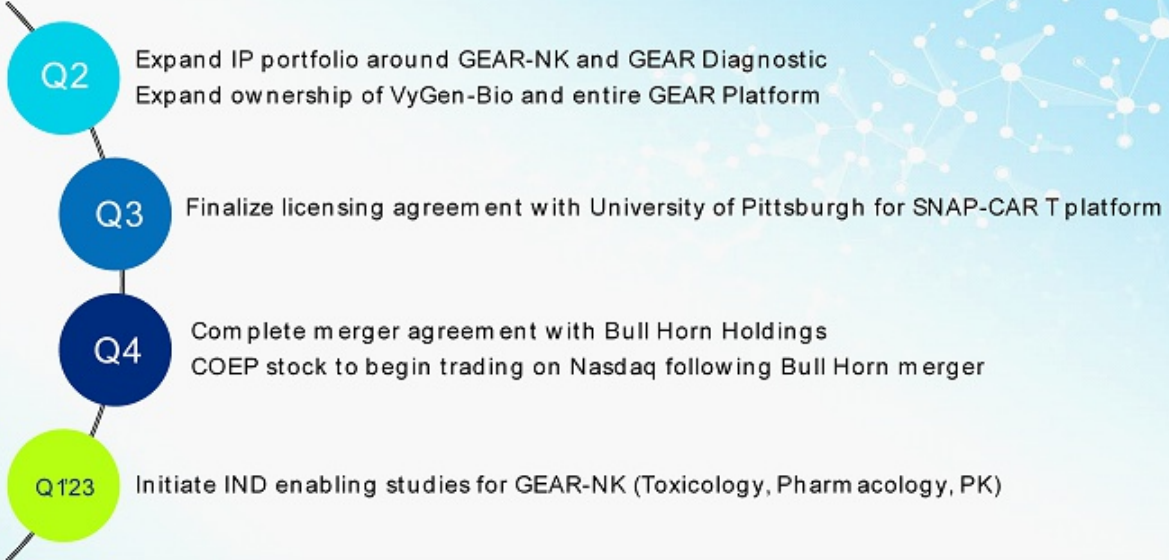 Q2
Expand IP portfolio around GEAR-NK and GEAR Diagnostic
Expand ownership of VyGen-Bio and entire GEAR Platform
Q3
Finalize licensing agreement with University of Pittsburgh for SNAP-CAR T platform
Q4
Complete merger agreement with Bull Horn Holdings
COEP stock to begin trading on Nasdaq following Bull Horn merger
Q1'23
Initiate IND enabling studies for GEAR-NK (Toxicology, Pharmacology, PK)